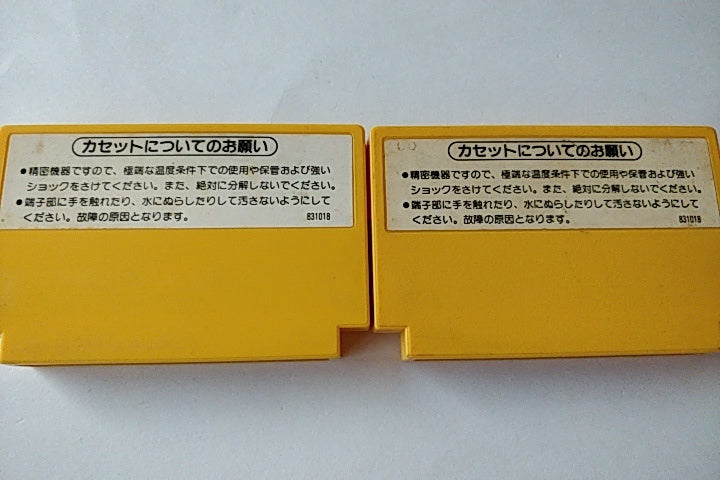 カセットについてのお願い
●精密機器ですので、極端な温度条件下での使用や保管および強い
ショックをさけてください。また、絶対に分解しないでください。
●端子部に手を触れたり、水にぬらしたりして汚さないようにして
ください。故障の原因となります。 831018
カセットについてのお願い
●精密機器ですので、極端な温度条件下での使用や保管および強い
ショックをさけてください。また、絶対に分解しないでください。
●端子部に手を触れたり、水にぬらしたりして汚さないようにして
ください。故障の原因となります。 831018